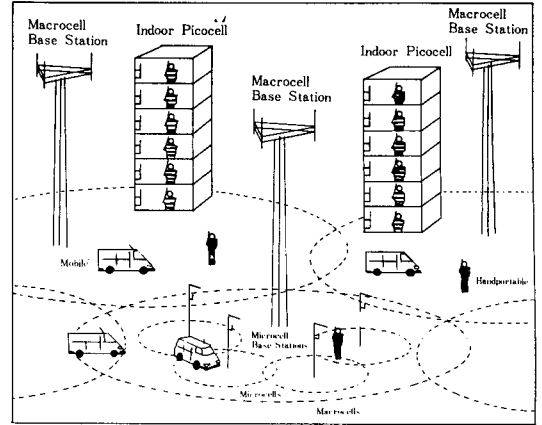 Macrocell
Base Station
Indoor Picocell
Macrocell
Base Station
Indoor Picocell
Macrocell
Base Station
Mobile
Handportable
Microcell
Base Stations
Microcells
Macrocells